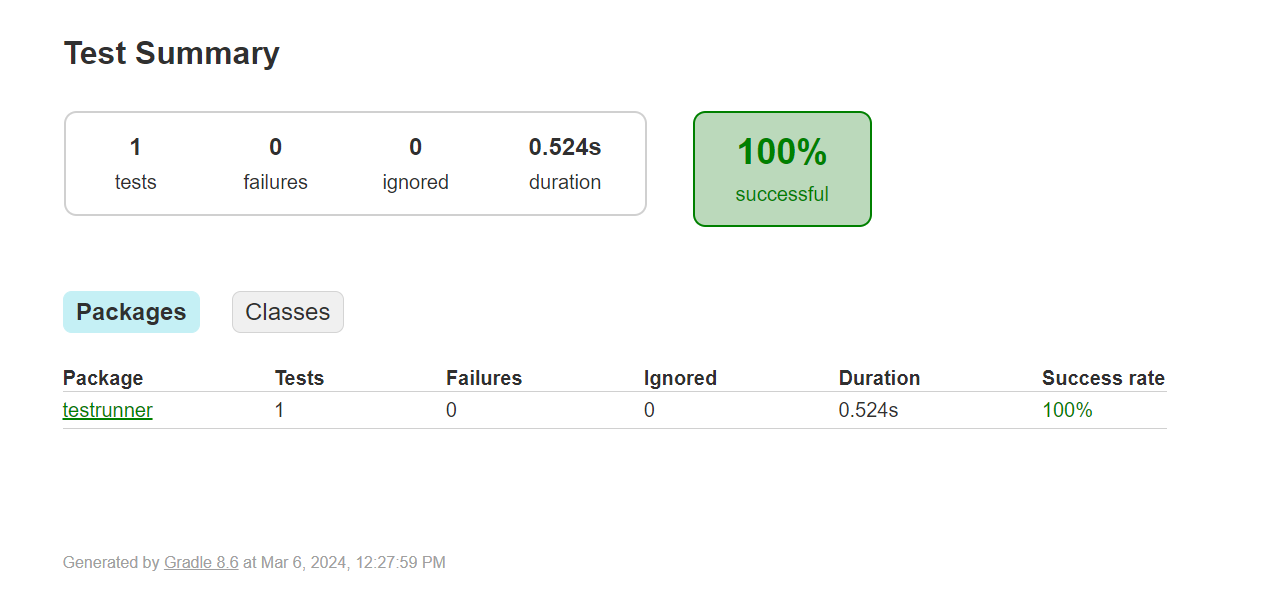 Test Summary
1 0 0 0.524s
tests failures ignored duration
100%
successful
Packages Classes
Package Tests Failures Ignored Duration Success rate
testrunner 1 0 0 0.524s 100%
Generated by Gradle 8.6 at Mar 6, 2024, 12:27:59 PM